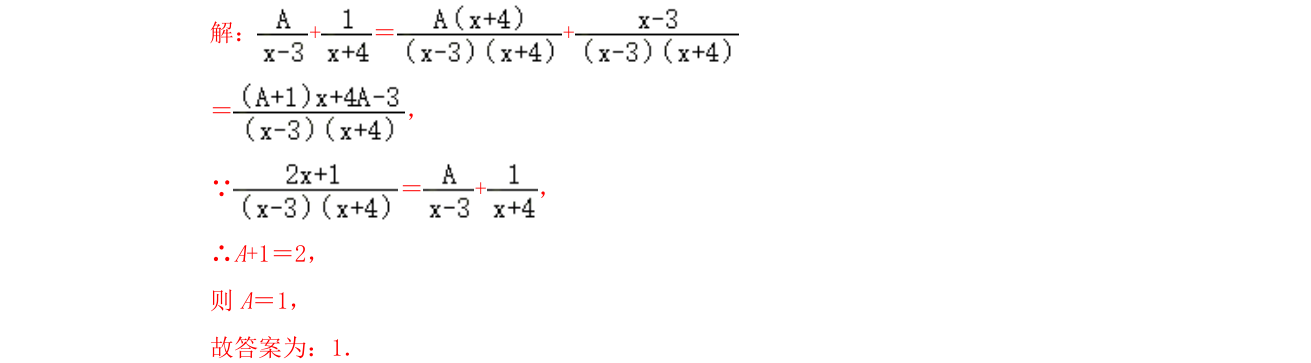 解：A/(x-3)+1/(x+4)＝A(x+4)/((x-3)(x+4))+(x-3)/((x-3)(x+4))
＝((A+1)x+4A-3)/((x-3)(x+4))，
∵(2x+1)/((x-3)(x+4))＝A/(x-3)+1/(x+4)，
∴A+1＝2，
则 A＝1，
故答案为：1．